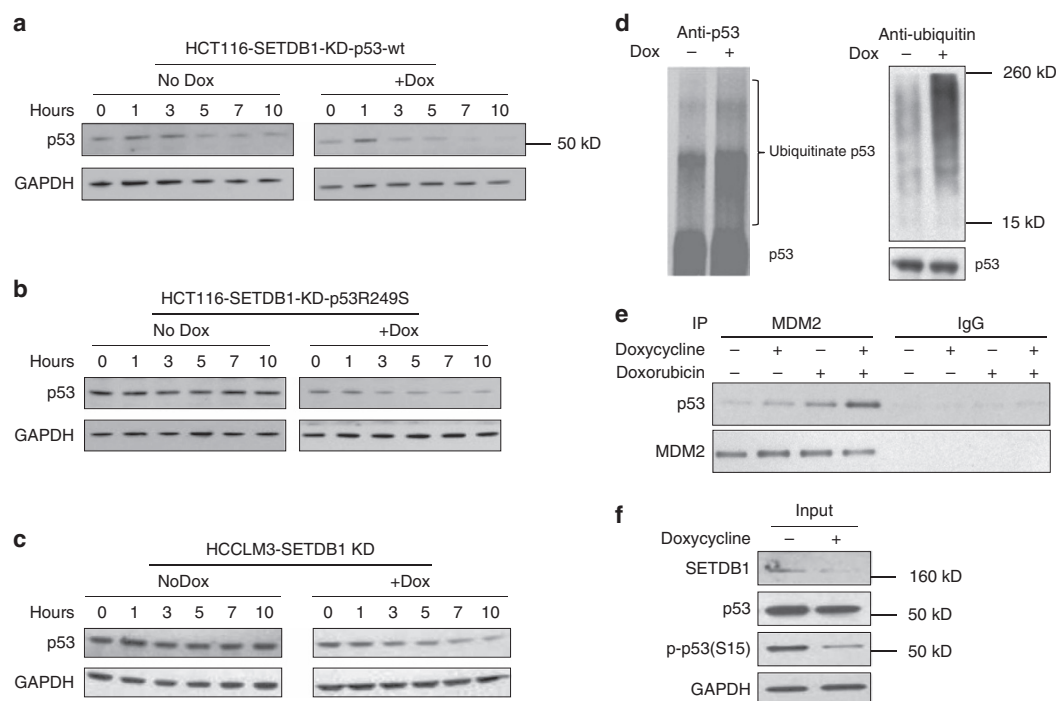 a
HCT116-SETDB1-KD-p53-wt
No Dox +Dox
Hours 0 1 3 5 7 10 0 1 3 5 7 10
p53 50 kD
GAPDH
b
HCT116-SETDB1-KD-p53R249S
No Dox +Dox
Hours 0 1 3 5 7 10 0 1 3 5 7 10
p53
GAPDH
c
HCCLM3-SETDB1 KD
NoDox +Dox
Hours 0 1 3 5 7 10 0 1 3 5 7 10
p53
GAPDH
d
Anti-p53 Anti-ubiquitin
Dox – + Dox – +
260 kD
Ubiquitinate p53
15 kD
p53 p53
e
IP MDM2 IgG
Doxycycline – + – + – + – +
Doxorubicin – – + + – – + +
p53
MDM2
f
Input
Doxycycline – +
SETDB1 160 kD
p53 50 kD
p-p53(S15) 50 kD
GAPDH